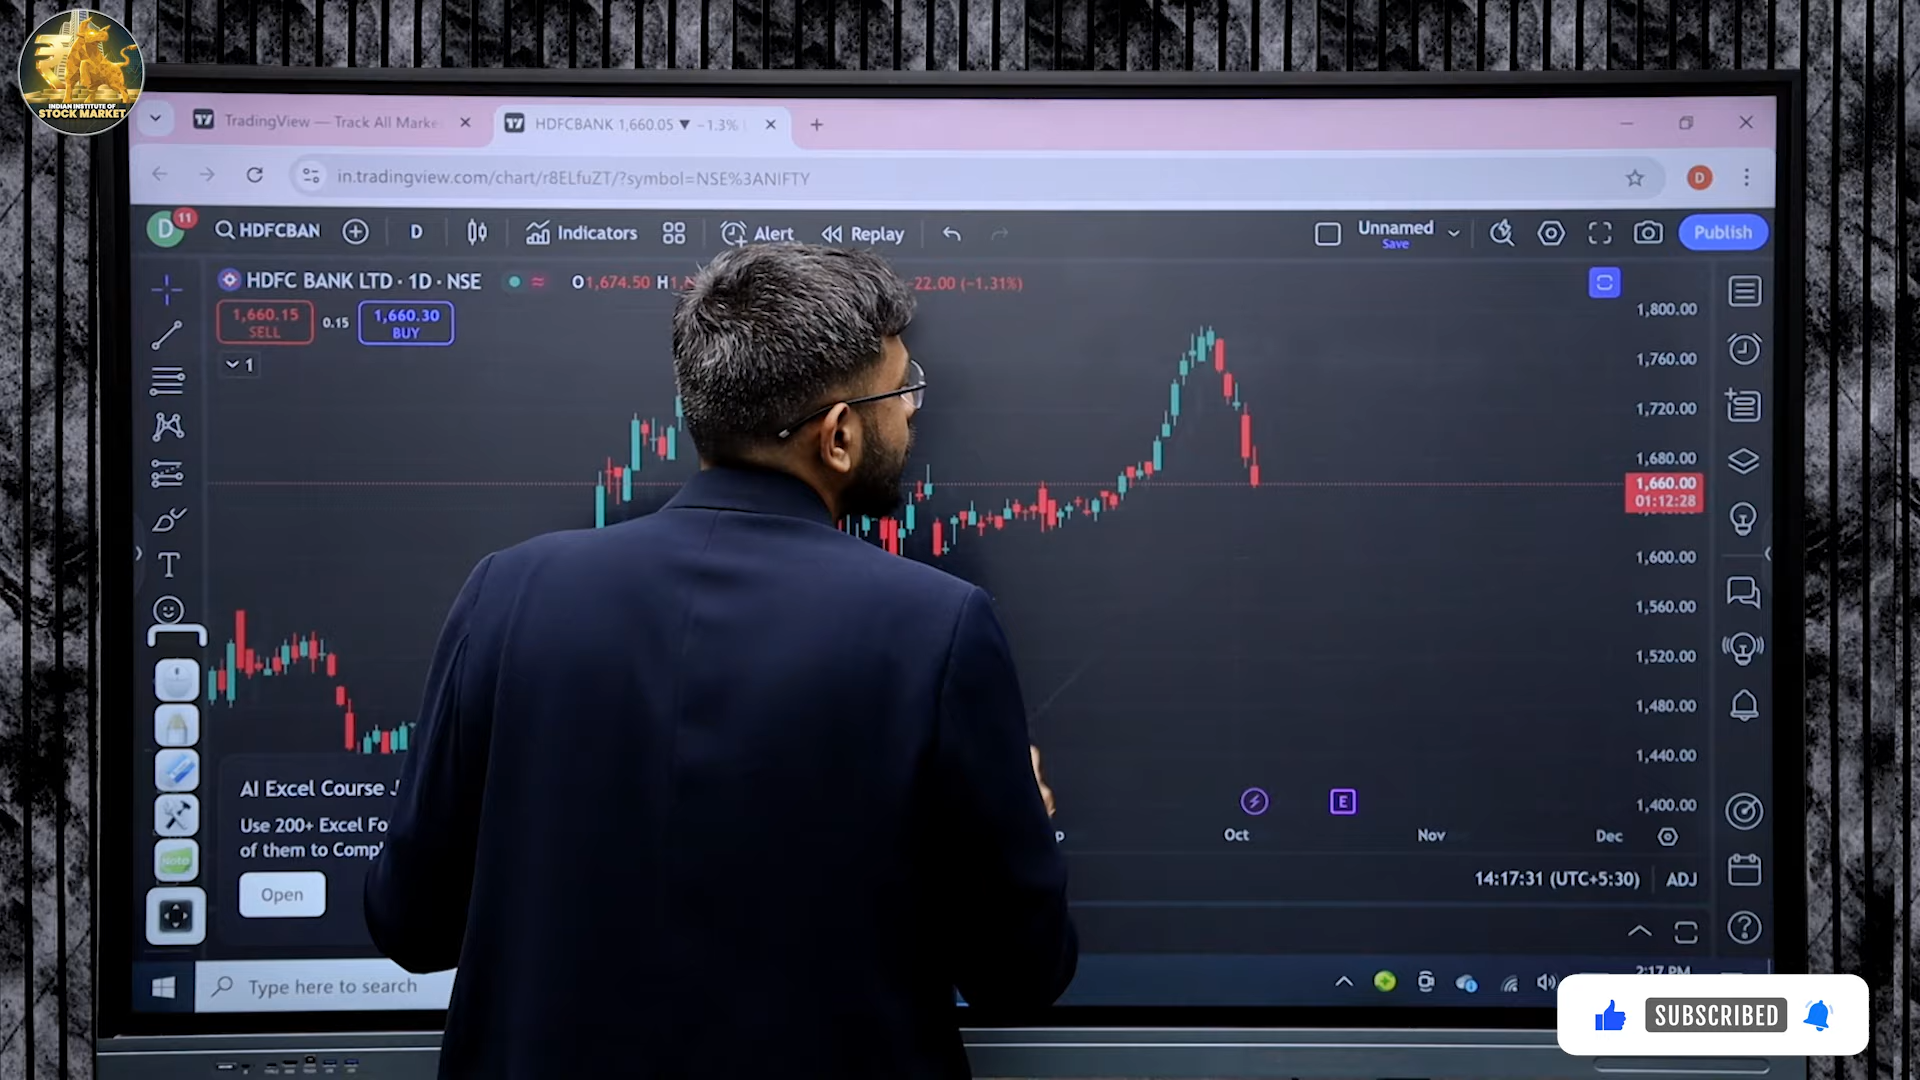 INDIAN INSTITUTE OF
STOCK MARKET
TradingView — Track All Marke
HDFCBANK 1,660.05 ▼ −1.3%
in.tradingview.com/chart/r8ELfuZT/?symbol=NSE%3ANIFTY
D
D
11
HDFCBAN
D
Indicators
Alert
Replay
Unnamed
Save
Publish
HDFC BANK LTD · 1D · NSE
O1,674.50 H1,
−22.00 (−1.31%)
1,660.15
SELL
0.15
1,660.30
BUY
1
1,800.00
1,760.00
1,720.00
1,680.00
1,660.00
01:12:28
1,600.00
1,560.00
1,520.00
1,480.00
1,440.00
1,400.00
T
Note
AI Excel Course
Use 200+ Excel Fo
of them to Compl
Open
E
p
Oct
Nov
Dec
14:17:31 (UTC+5:30)
ADJ
Type here to search
2:17 PM
SUBSCRIBED